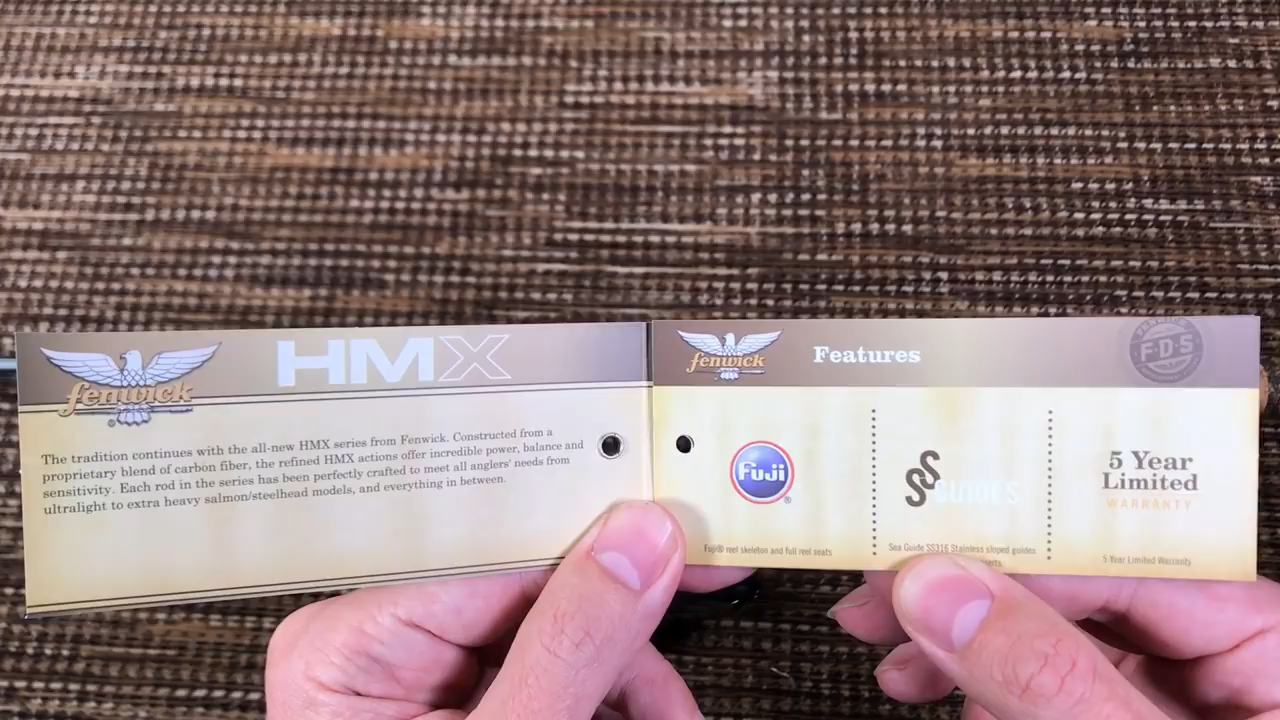 fenwick
®
HMX
The tradition continues with the all-new HMX series from Fenwick. Constructed from a
proprietary blend of carbon fiber, the refined HMX actions offer incredible power, balance and
sensitivity. Each rod in the series has been perfectly crafted to meet all anglers' needs from
ultralight to extra heavy salmon/steelhead models, and everything in between.
fenwick
Features
FENWICK
F·D·S
Fuji
®
Fuji® reel skeleton and full reel seats
SS
GUIDES
Sea Guide SS316 Stainless sloped guides
5 Year
Limited
WARRANTY
5 Year Limited Warranty